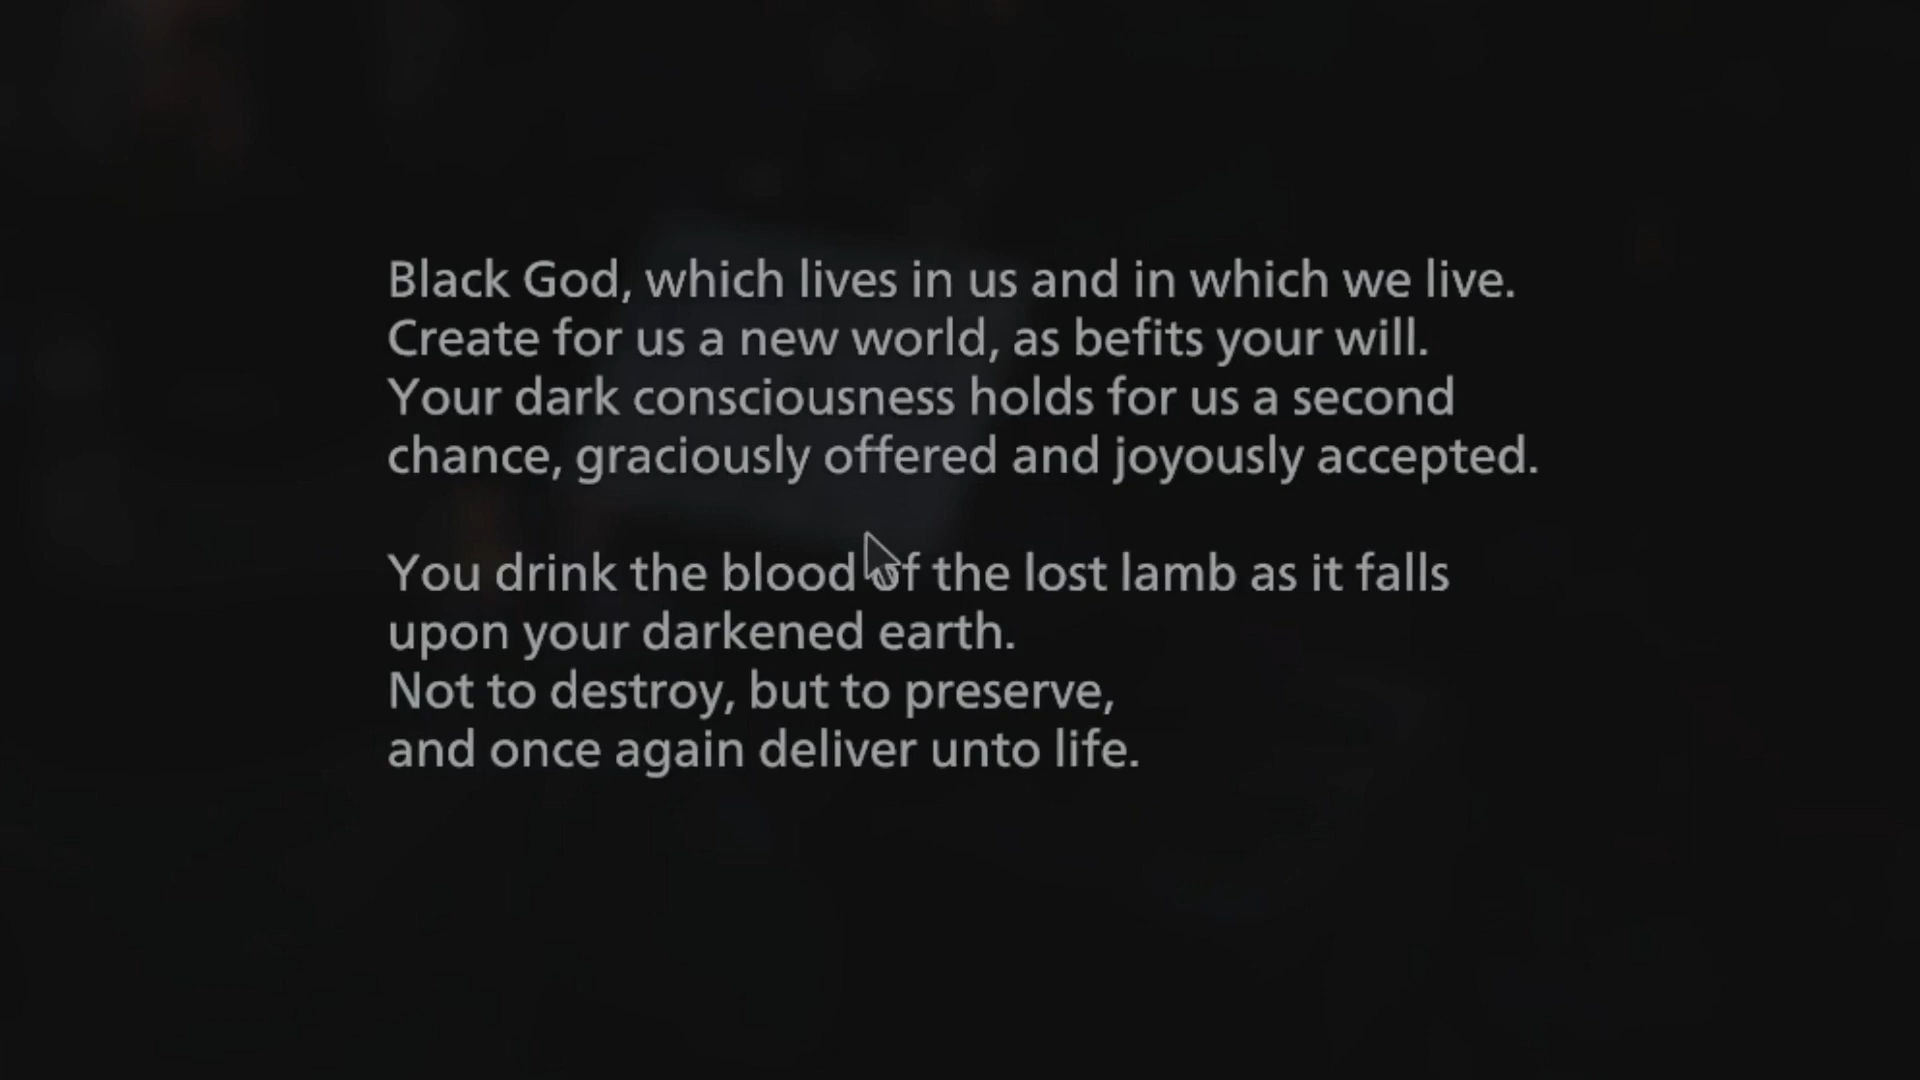 Black God, which lives in us and in which we live.
Create for us a new world, as befits your will.
Your dark consciousness holds for us a second
chance, graciously offered and joyously accepted.
You drink the blood of the lost lamb as it falls
upon your darkened earth.
Not to destroy, but to preserve,
and once again deliver unto life.